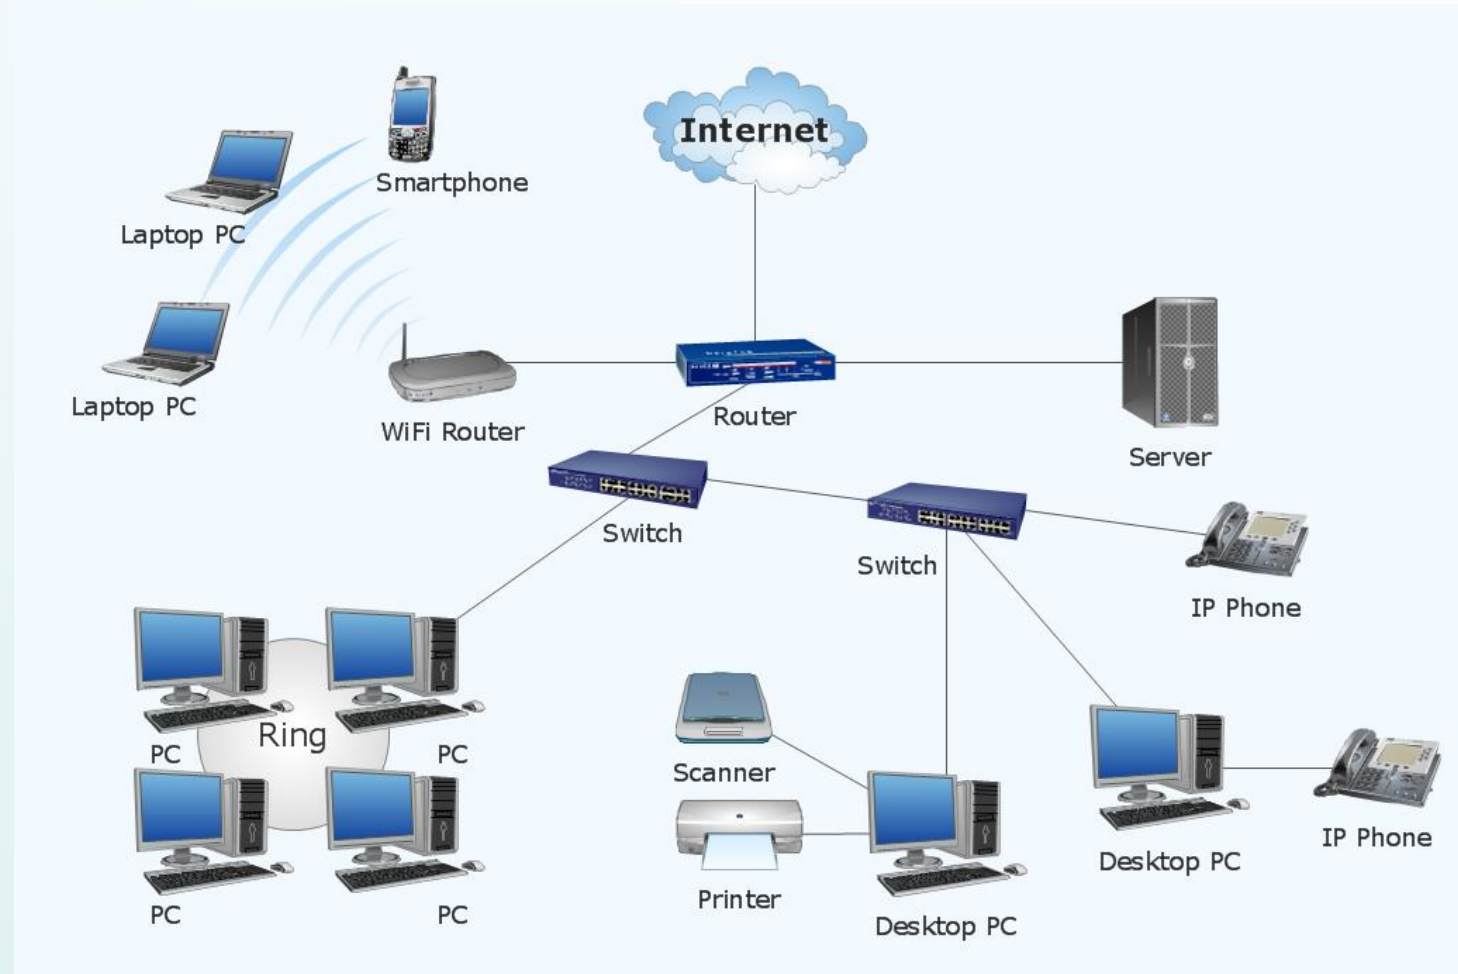 Internet
Smartphone
Laptop PC
Laptop PC
WiFi Router
Router
Server
Switch
Switch
IP Phone
Ring
PC
PC
PC
PC
Scanner
Printer
Desktop PC
Desktop PC
IP Phone